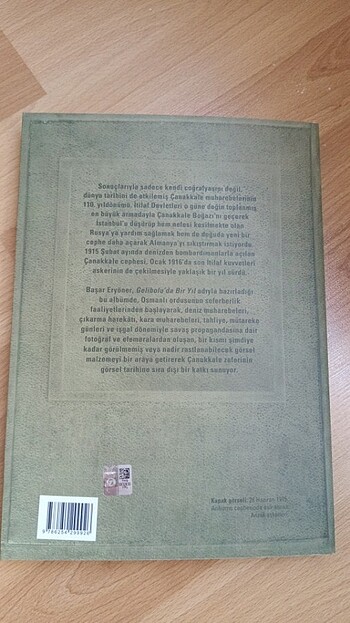 Sonuçlarıyla sadece kendi coğrafyasını değil,
dünya tarihini de etkilemiş Çanakkale muharebelerinin
110. yıldönümü. İtilaf Devletleri o güne değin toplanmış
en büyük armadayla Çanakkale Boğazı'nı geçerek
İstanbul'u düşürüp hem nefesi kesilmekte olan
Rusya'ya yardım sağlamak hem de doğuda yeni bir
cephe daha açarak Almanya'yı sıkıştırmak istiyordu.
1915 Şubat ayında denizden bombardımanlarla açılan
Çanakkale cephesi, Ocak 1916'da son İtilaf kuvvetleri
askerinin de çekilmesiyle yaklaşık bir yıl sürdü.
Başar Eryöner, Gelibolu'da Bir Yıl adıyla hazırladığı
bu albümde, Osmanlı ordusunun seferberlik
faaliyetlerinden başlayarak, deniz muharebeleri,
çıkarma harekâtı, kara muharebeleri, tahliye, mütareke
günleri ve işgal dönemiyle savaş propagandasına dair
fotoğraf ve efemeralardan oluşan, bir kısmı şimdiye
kadar görülmemiş veya nadir rastlanabilecek görsel
malzemeyi bir araya getirerek Çanakkale zaferinin
görsel tarihine sıra dışı bir katkı sunuyor.
Kapak görseli: